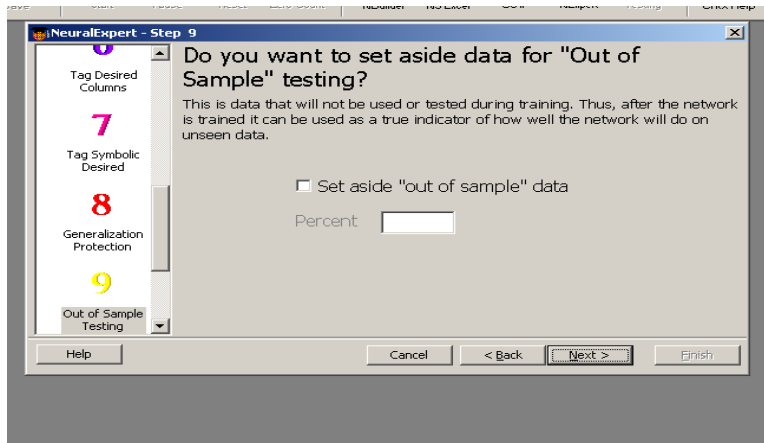 NeuralExpert - Step 9
Tag Desired
Columns
7
Tag Symbolic
Desired
8
Generalization
Protection
9
Out of Sample
Testing
Do you want to set aside data for "Out of
Sample" testing?
This is data that will not be used or tested during training. Thus, after the network
is trained it can be used as a true indicator of how well the network will do on
unseen data.
Set aside "out of sample" data
Percent
Help
Cancel
< Back
Next >
Finish